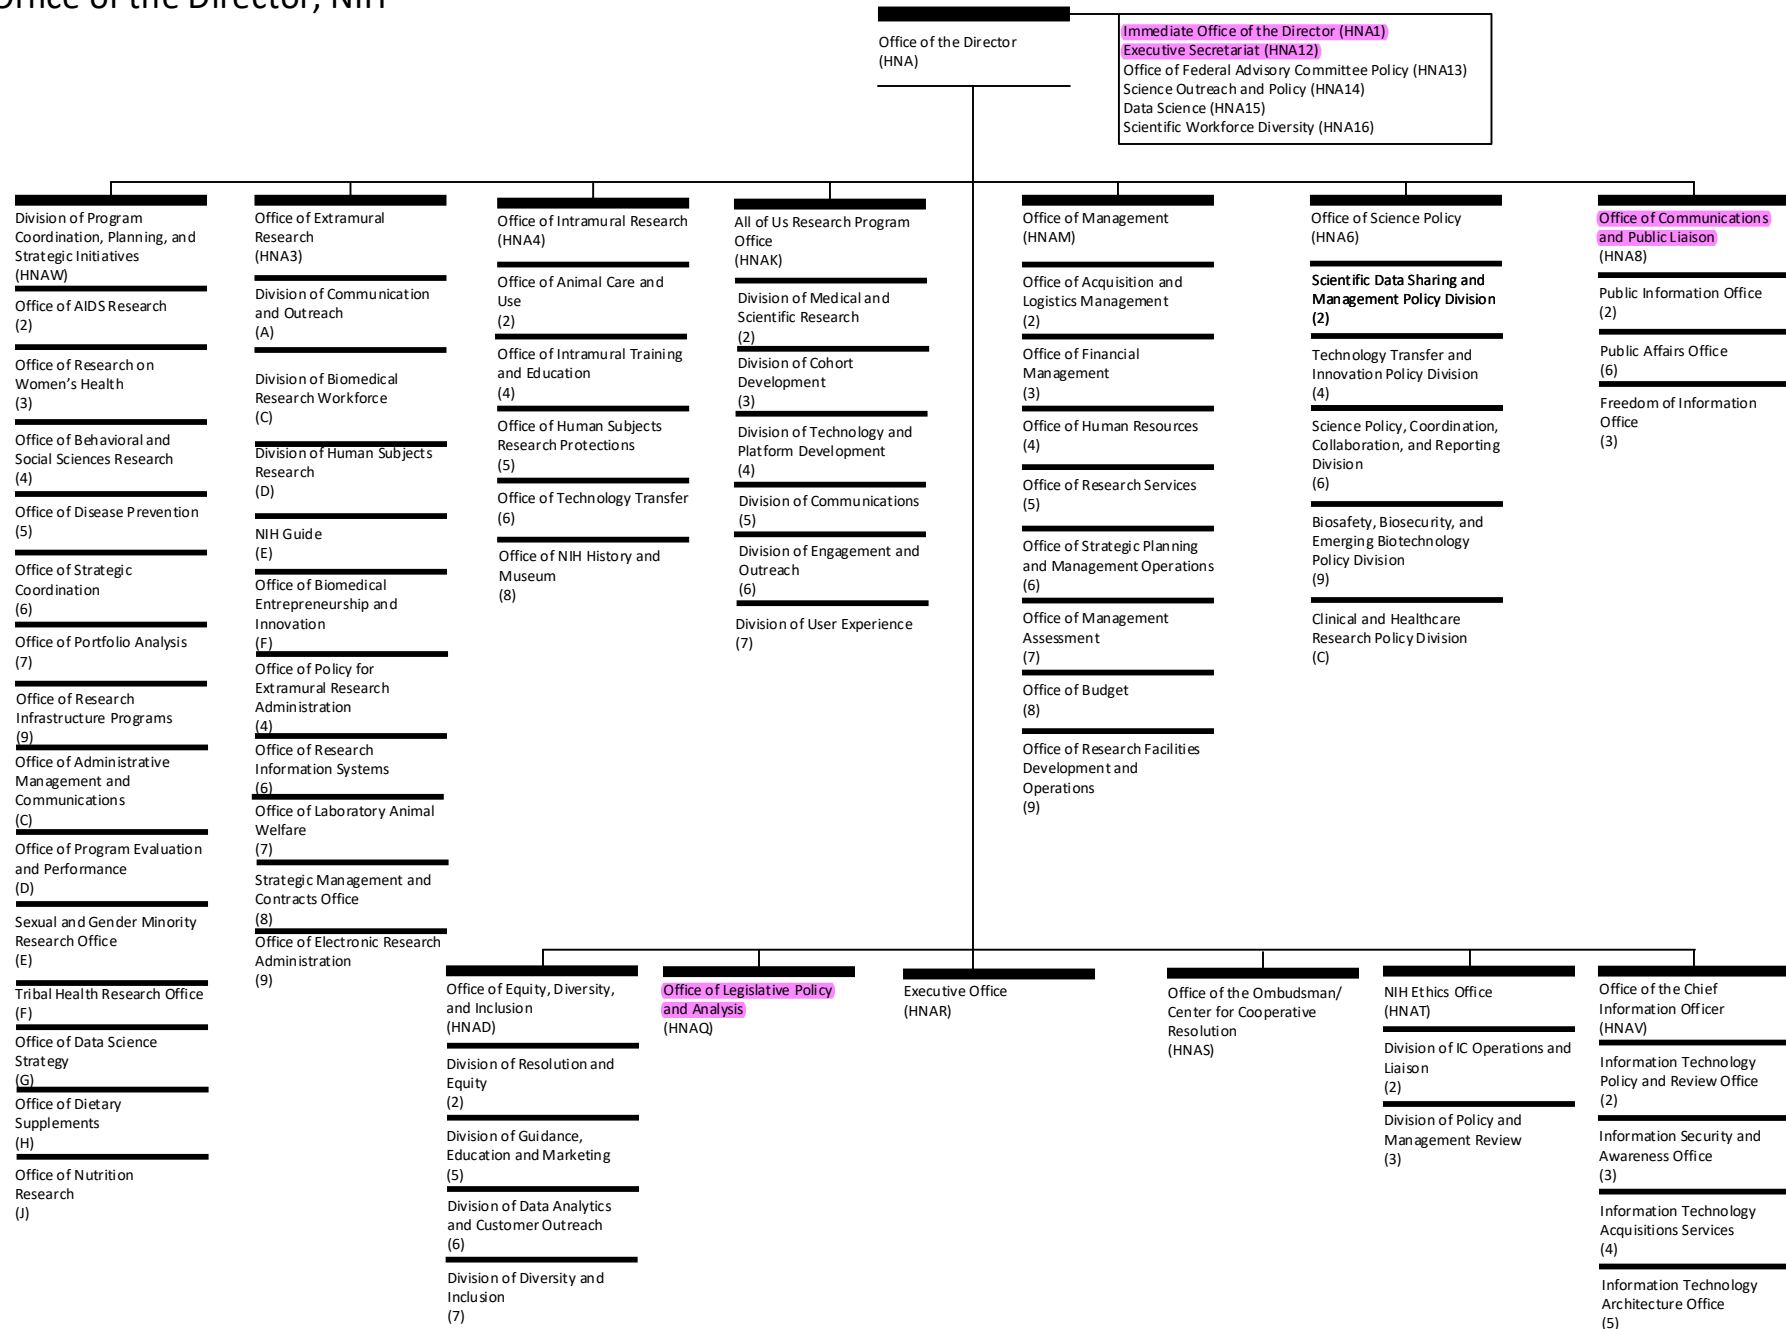 Office of the Director, NIH
Office of the Director
(HNA)
Immediate Office of the Director (HNA1)
Executive Secretariat (HNA12)
Office of Federal Advisory Committee Policy (HNA13)
Science Outreach and Policy (HNA14)
Data Science (HNA15)
Scientific Workforce Diversity (HNA16)
Division of Program
Coordination, Planning, and
Strategic Initiatives
(HNAW)
Office of AIDS Research
(2)
Office of Research on
Women's Health
(3)
Office of Behavioral and
Social Sciences Research
(4)
Office of Disease Prevention
(5)
Office of Strategic
Coordination
(6)
Office of Portfolio Analysis
(7)
Office of Research
Infrastructure Programs
(9)
Office of Administrative
Management and
Communications
(C)
Office of Program Evaluation
and Performance
(D)
Sexual and Gender Minority
Research Office
(E)
Tribal Health Research Office
(F)
Office of Data Science
Strategy
(G)
Office of Dietary
Supplements
(H)
Office of Nutrition
Research
(J)
Office of Extramural
Research
(HNA3)
Division of Communication
and Outreach
(A)
Division of Biomedical
Research Workforce
(C)
Division of Human Subjects
Research
(D)
NIH Guide
(E)
Office of Biomedical
Entrepreneurship and
Innovation
(F)
Office of Policy for
Extramural Research
Administration
(4)
Office of Research
Information Systems
(6)
Office of Laboratory Animal
Welfare
(7)
Strategic Management and
Contracts Office
(8)
Office of Electronic Research
Administration
(9)
Office of Intramural Research
(HNA4)
Office of Animal Care and
Use
(2)
Office of Intramural Training
and Education
(4)
Office of Human Subjects
Research Protections
(5)
Office of Technology Transfer
(6)
Office of NIH History and
Museum
(8)
All of Us Research Program
Office
(HNAK)
Division of Medical and
Scientific Research
(2)
Division of Cohort
Development
(3)
Division of Technology and
Platform Development
(4)
Division of Communications
(5)
Division of Engagement and
Outreach
(6)
Division of User Experience
(7)
Office of Management
(HNAM)
Office of Acquisition and
Logistics Management
(2)
Office of Financial
Management
(3)
Office of Human Resources
(4)
Office of Research Services
(5)
Office of Strategic Planning
and Management Operations
(6)
Office of Management
Assessment
(7)
Office of Budget
(8)
Office of Research Facilities
Development and
Operations
(9)
Office of Science Policy
(HNA6)
Scientific Data Sharing and
Management Policy Division
(2)
Technology Transfer and
Innovation Policy Division
(4)
Science Policy, Coordination,
Collaboration, and Reporting
Division
(6)
Biosafety, Biosecurity, and
Emerging Biotechnology
Policy Division
(9)
Clinical and Healthcare
Research Policy Division
(C)
Office of Communications
and Public Liaison
(HNA8)
Public Information Office
(2)
Public Affairs Office
(6)
Freedom of Information
Office
(3)
Office of Equity, Diversity,
and Inclusion
(HNAD)
Division of Resolution and
Equity
(2)
Division of Guidance,
Education and Marketing
(5)
Division of Data Analytics
and Customer Outreach
(6)
Division of Diversity and
Inclusion
(7)
Office of Legislative Policy
and Analysis
(HNAQ)
Executive Office
(HNAR)
Office of the Ombudsman/
Center for Cooperative
Resolution
(HNAS)
NIH Ethics Office
(HNAT)
Division of IC Operations and
Liaison
(2)
Division of Policy and
Management Review
(3)
Office of the Chief
Information Officer
(HNAV)
Information Technology
Policy and Review Office
(2)
Information Security and
Awareness Office
(3)
Information Technology
Acquisitions Services
(4)
Information Technology
Architecture Office
(5)